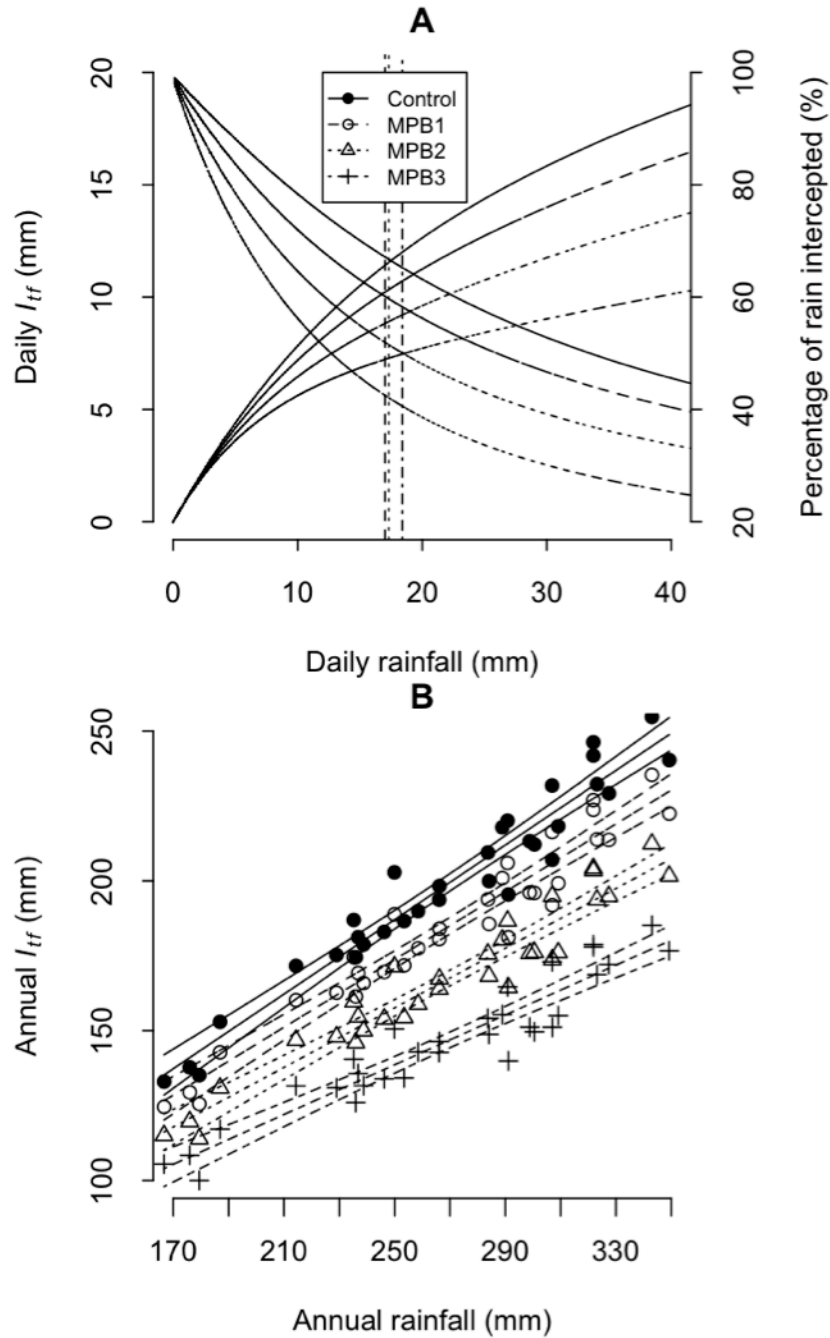 A
20
15
10
5
0
Daily Itf (mm)
Control
MPB1
MPB2
MPB3
100
80
60
40
20
Percentage of rain intercepted (%)
0 10 20 30 40
Daily rainfall (mm)
B
250
200
150
100
Annual Itf (mm)
170 210 250 290 330
Annual rainfall (mm)